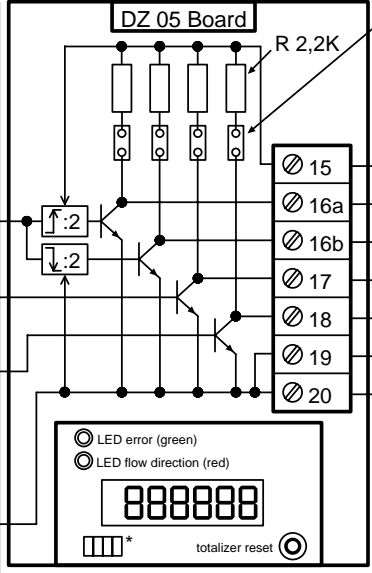 DZ 05 Board
R 2,2K
15
16a
:2
16b
:2
17
18
19
20
LED error (green)
LED flow direction (red)
888888
*
totalizer reset